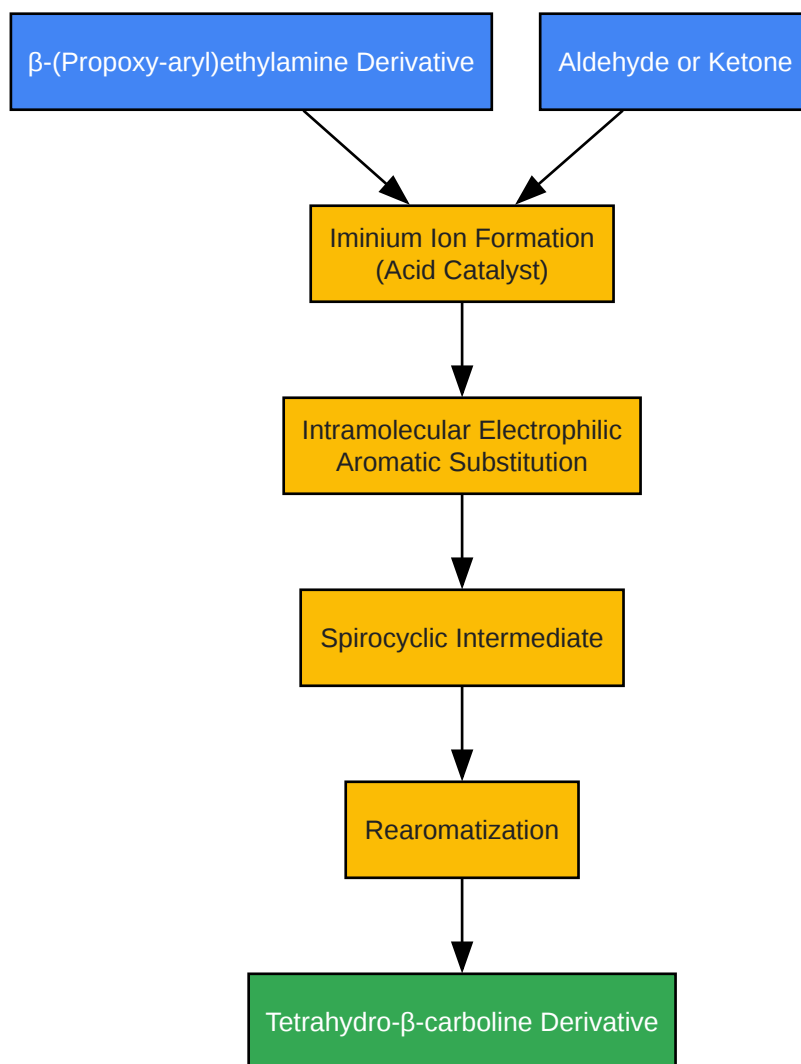 β-(Propoxy-aryl)ethylamine Derivative
Aldehyde or Ketone
Iminium Ion Formation
(Acid Catalyst)
Intramolecular Electrophilic
Aromatic Substitution
Spirocyclic Intermediate
Rearomatization
Tetrahydro-β-carboline Derivative